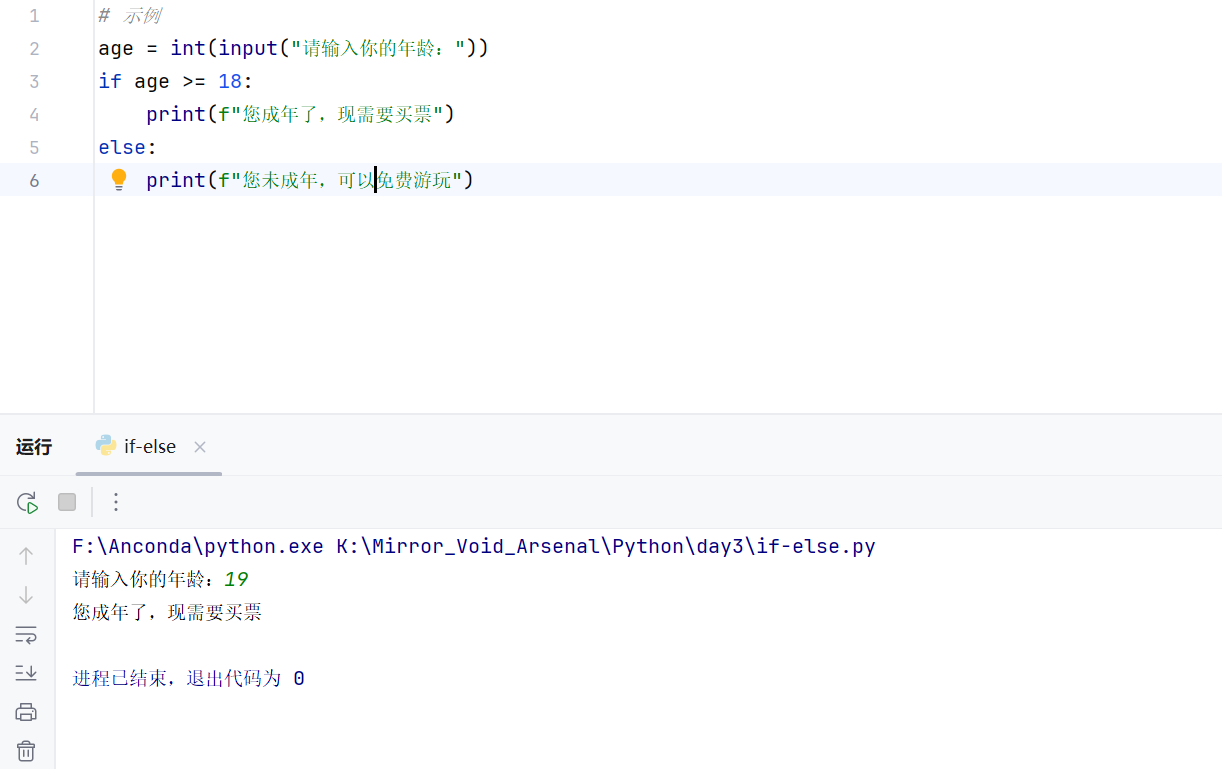 1 # 示例
2 age = int(input("请输入你的年龄："))
3 if age >= 18:
4     print(f"您成年了，现需要买票")
5 else:
6     print(f"您未成年，可以免费游玩")
运行 if-else
F:\Anconda\python.exe K:\Mirror_Void_Arsenal\Python\day3\if-else.py
请输入你的年龄：19
您成年了，现需要买票
进程已结束，退出代码为 0